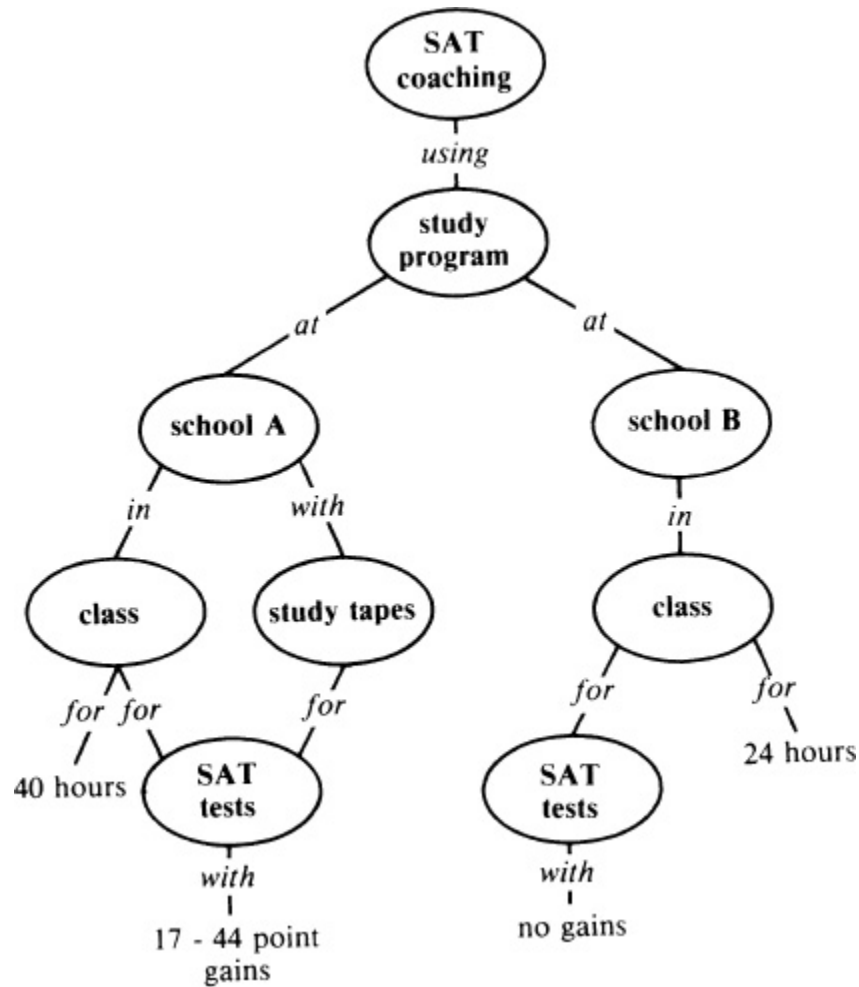 SAT
coaching
using
study
program
at
at
school A
school B
in
with
in
class
study tapes
class
for
for
for
for
for
40 hours
SAT
tests
SAT
tests
24 hours
with
with
17 - 44 point
gains
no gains